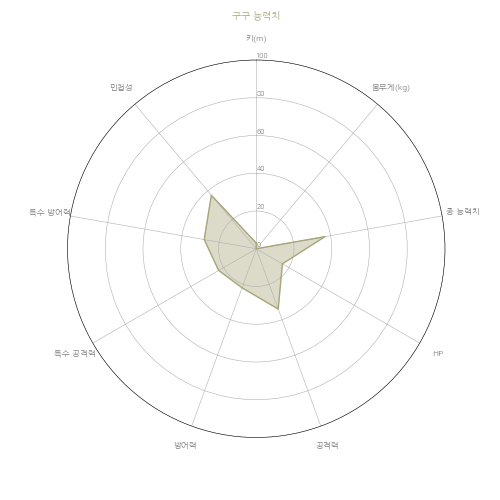 구구 능력치
키(m)
100
민첩성
몸무게(kg)
80
60
40
특수 방어력
총 능력치
20
0
특수 공격력
HP
방어력
공격력